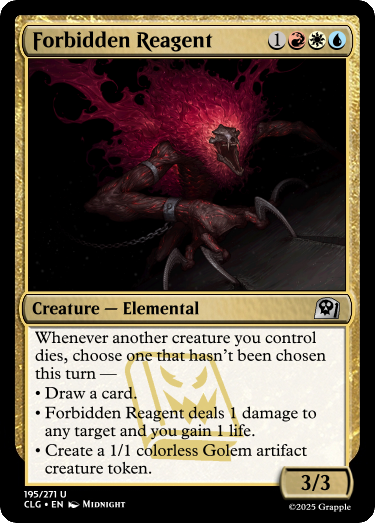 Forbidden Reagent 1
Creature — Elemental
Whenever another creature you control
dies, choose one that hasn't been chosen
this turn —
• Draw a card.
• Forbidden Reagent deals 1 damage to
any target and you gain 1 life.
• Create a 1/1 colorless Golem artifact
creature token.
3/3
195/271 U
CLG • EN Midnight
©2025 Grapple